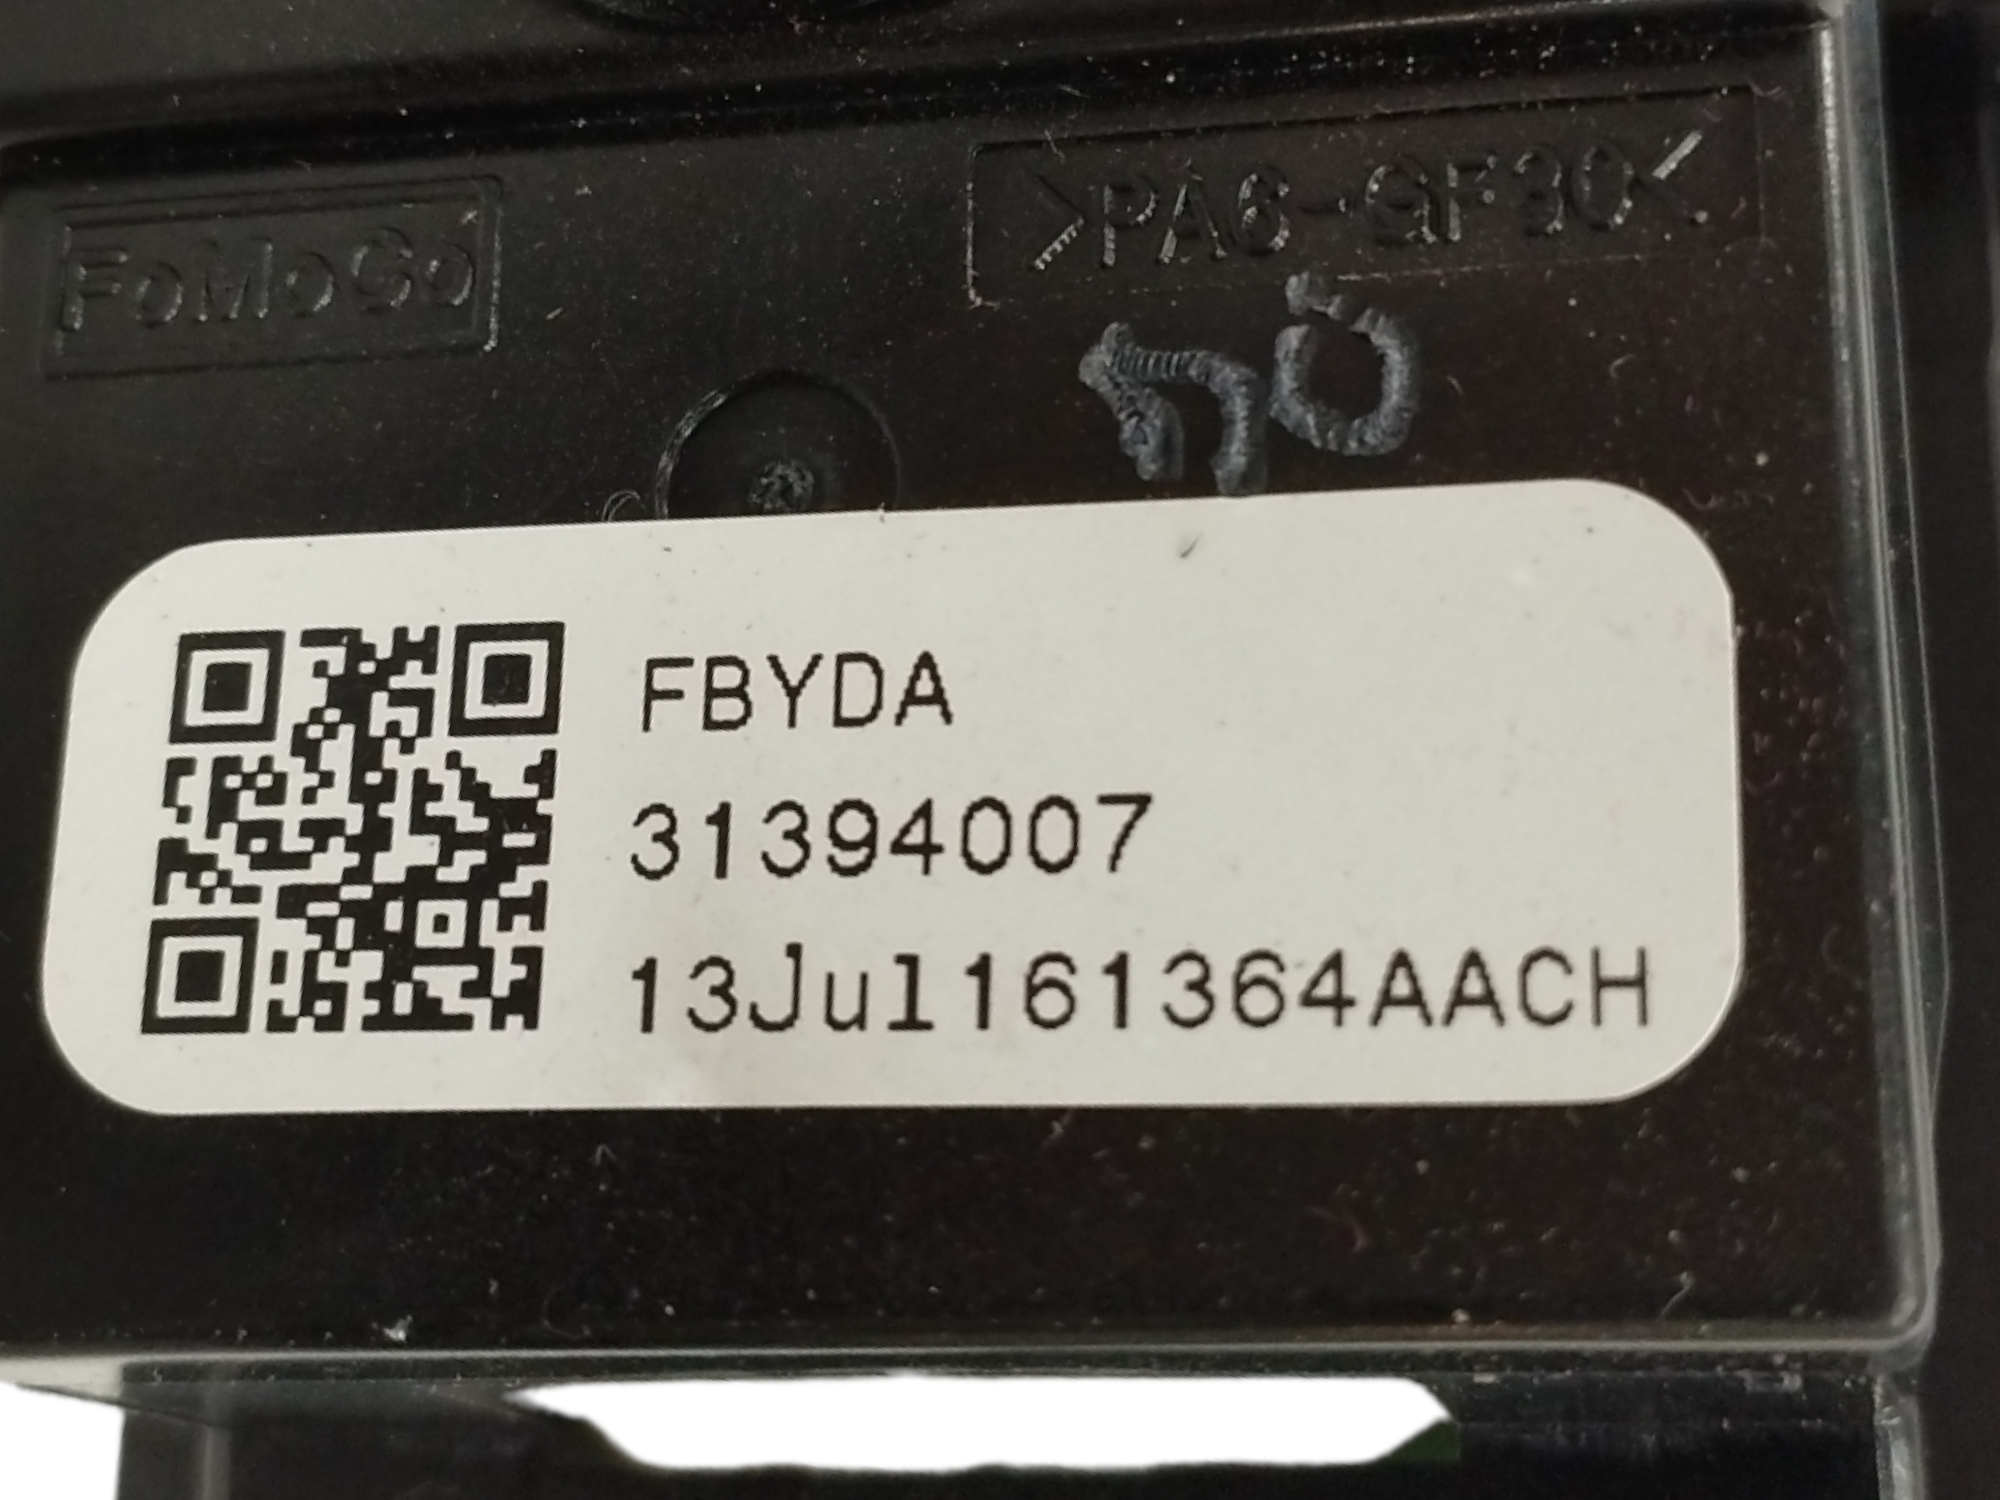 FoMoCo
>PA6-GF30<
FBYDA
31394007
13Jul161364AACH